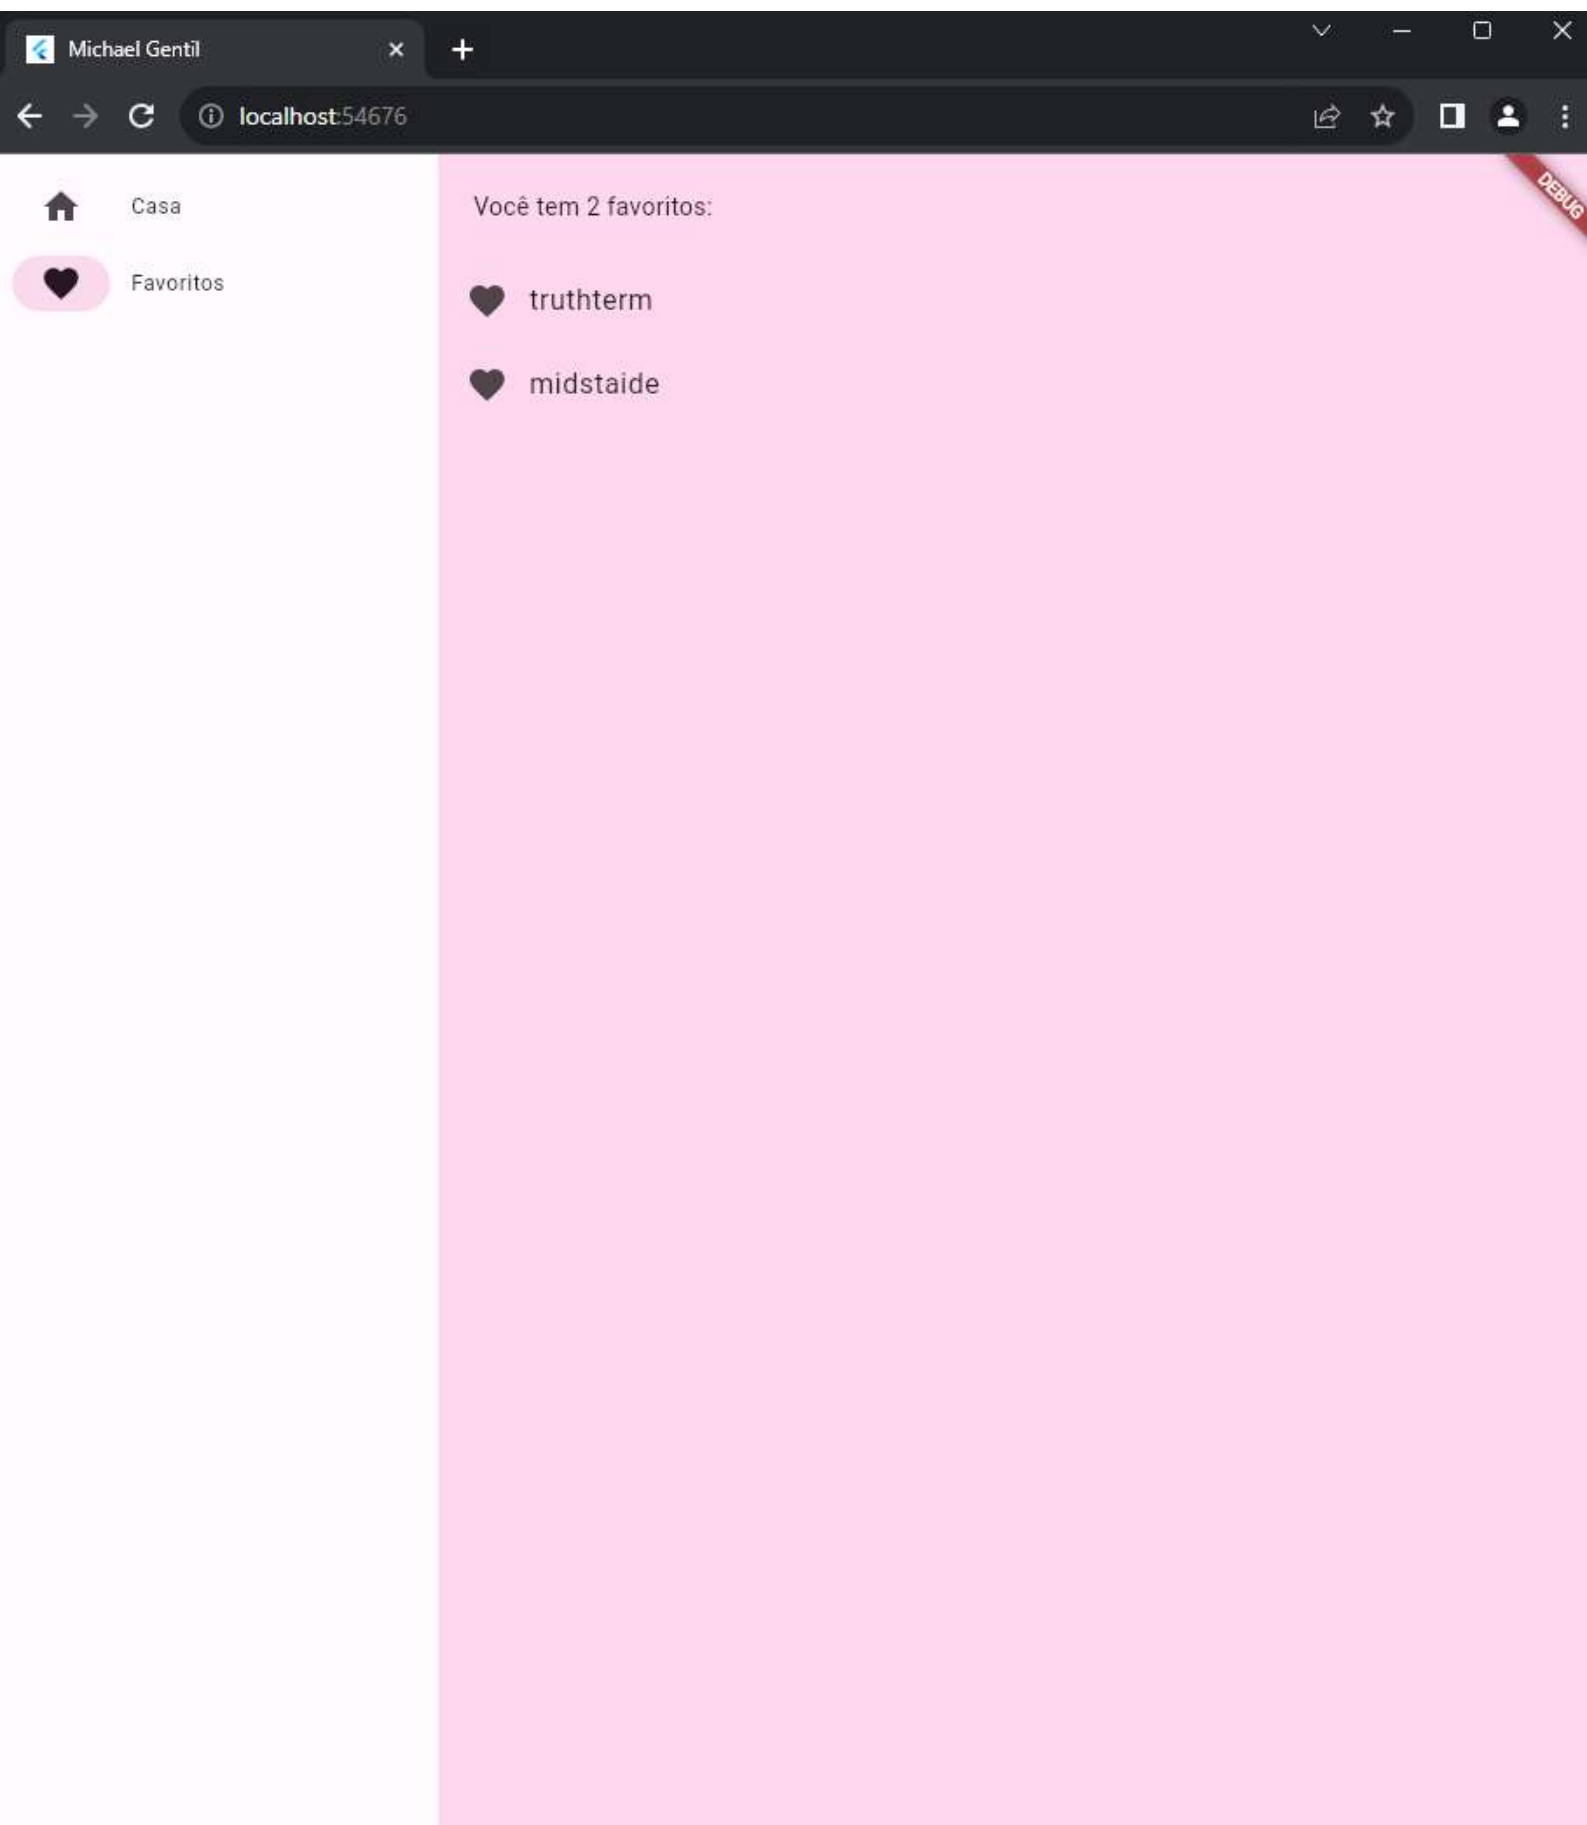 Michael Gentil
localhost:54676
DEBUG
Casa
Favoritos
Você tem 2 favoritos:
truthterm
midstaide